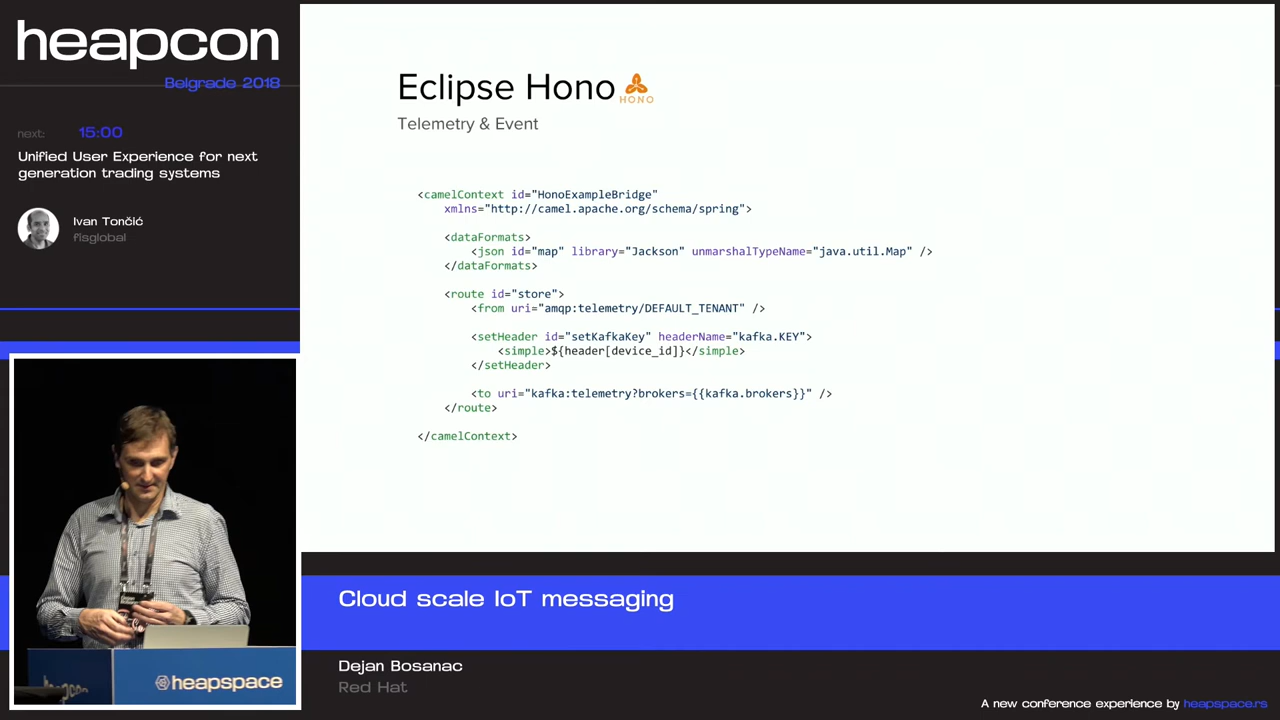 heapcon
Belgrade 2018
next: 15:00
Unified User Experience for next
generation trading systems
Ivan Tončić
fisglobal
Eclipse Hono
HONO
Telemetry & Event
<camelContext id="HonoExampleBridge"
xmlns="http://camel.apache.org/schema/spring">
<dataFormats>
<json id="map" library="Jackson" unmarshalTypeName="java.util.Map" />
</dataFormats>
<route id="store">
<from uri="amqp:telemetry/DEFAULT_TENANT" />
<setHeader id="setKafkaKey" headerName="kafka.KEY">
<simple>${header[device_id]}</simple>
</setHeader>
<to uri="kafka:telemetry?brokers={{kafka.brokers}}" />
</route>
</camelContext>
heapcon
heapspace
Cloud scale IoT messaging
Dejan Bosanac
Red Hat
A new conference experience by heapspace.rs